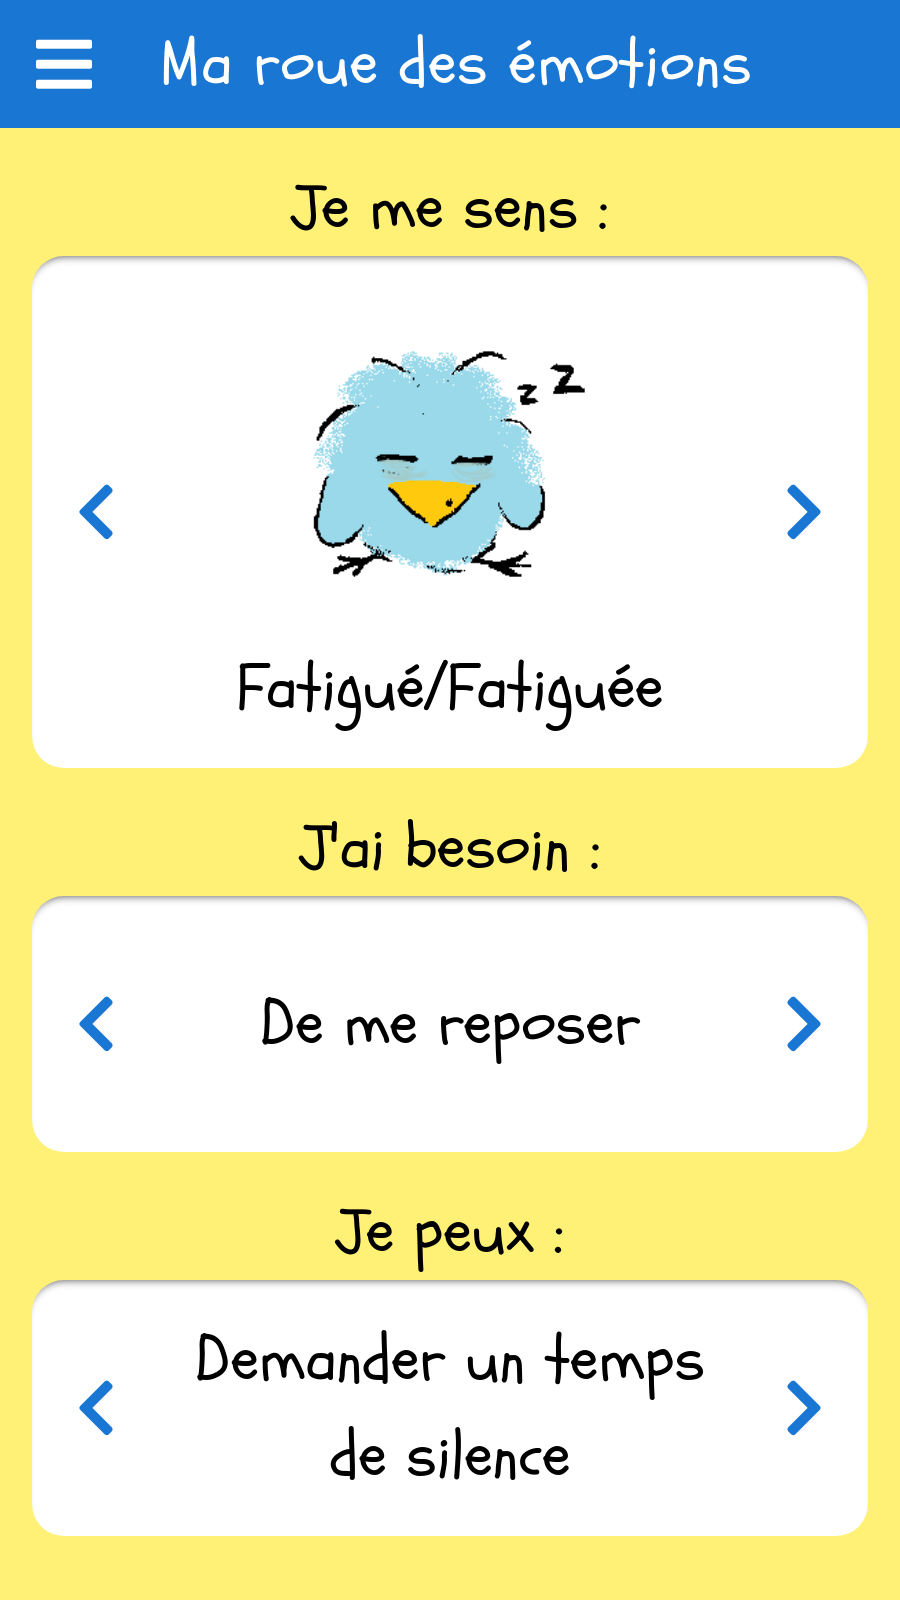 Ma roue des émotions
Je me sens :
z z
Fatigué/Fatiguée
J'ai besoin :
De me reposer
Je peux :
Demander un temps
de silence